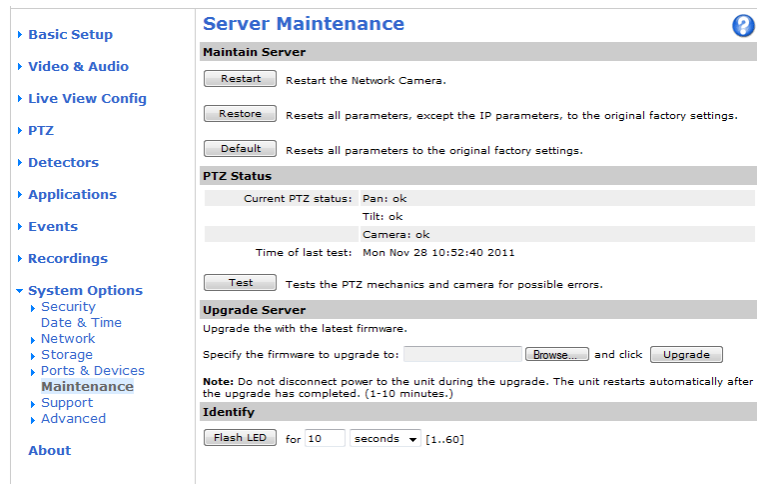 Basic Setup
Video & Audio
Live View Config
PTZ
Detectors
Applications
Events
Recordings
System Options
Security
Date & Time
Network
Storage
Ports & Devices
Maintenance
Support
Advanced
About
Server Maintenance
?
Maintain Server
Restart Restart the Network Camera.
Restore Resets all parameters, except the IP parameters, to the original factory settings.
Default Resets all parameters to the original factory settings.
PTZ Status
Current PTZ status: Pan: ok
Tilt: ok
Camera: ok
Time of last test: Mon Nov 28 10:52:40 2011
Test Tests the PTZ mechanics and camera for possible errors.
Upgrade Server
Upgrade the with the latest firmware.
Specify the firmware to upgrade to: Browse... and click Upgrade
Note: Do not disconnect power to the unit during the upgrade. The unit restarts automatically after
the upgrade has completed. (1-10 minutes.)
Identify
Flash LED for 10 seconds [1..60]